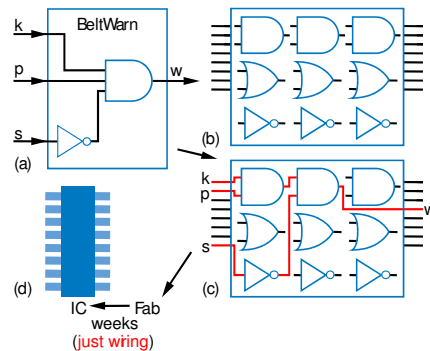 BeltWarn
k
p
w
s
(a)
(b)
k
p
w
s
(c)
(d)
IC
Fab
weeks
(just wiring)